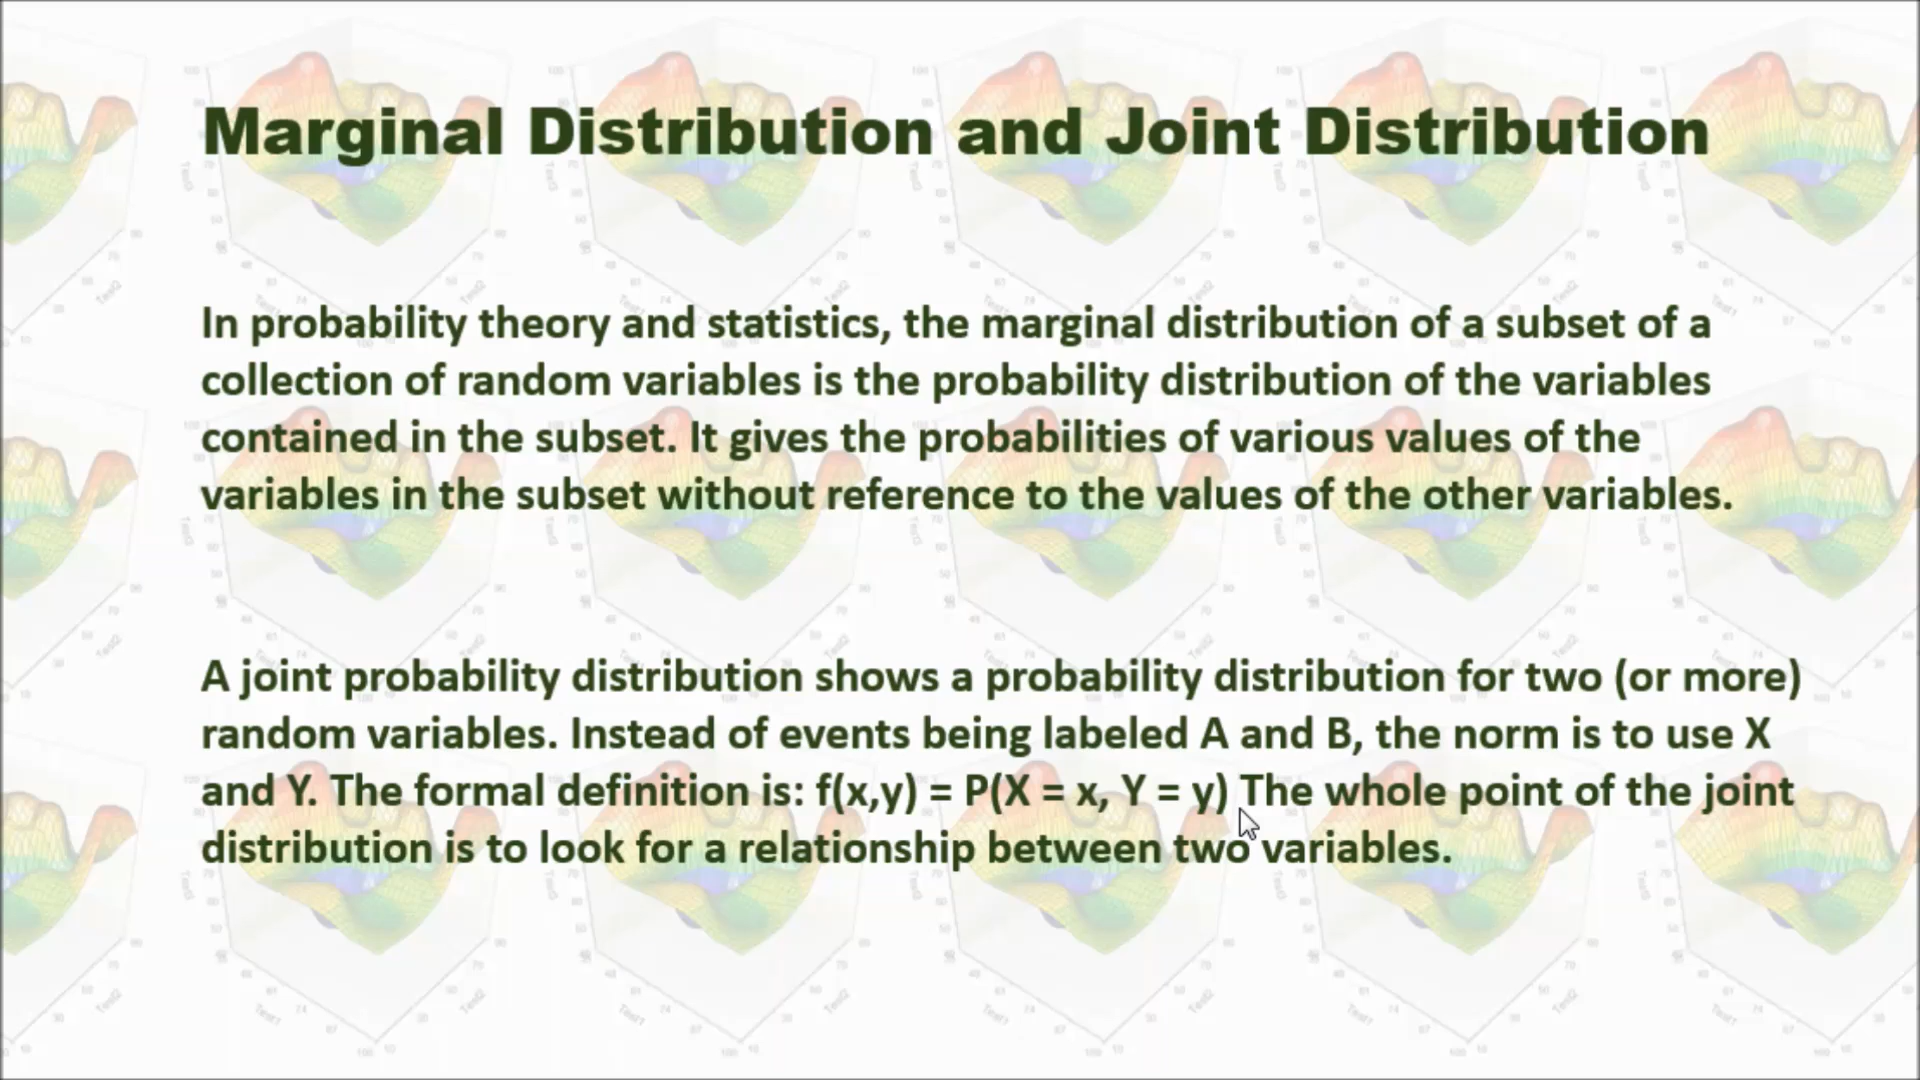 Marginal Distribution and Joint Distribution
In probability theory and statistics, the marginal distribution of a subset of a
collection of random variables is the probability distribution of the variables
contained in the subset. It gives the probabilities of various values of the
variables in the subset without reference to the values of the other variables.
A joint probability distribution shows a probability distribution for two (or more)
random variables. Instead of events being labeled A and B, the norm is to use X
and Y. The formal definition is: f(x,y) = P(X = x, Y = y) The whole point of the joint
distribution is to look for a relationship between two variables.